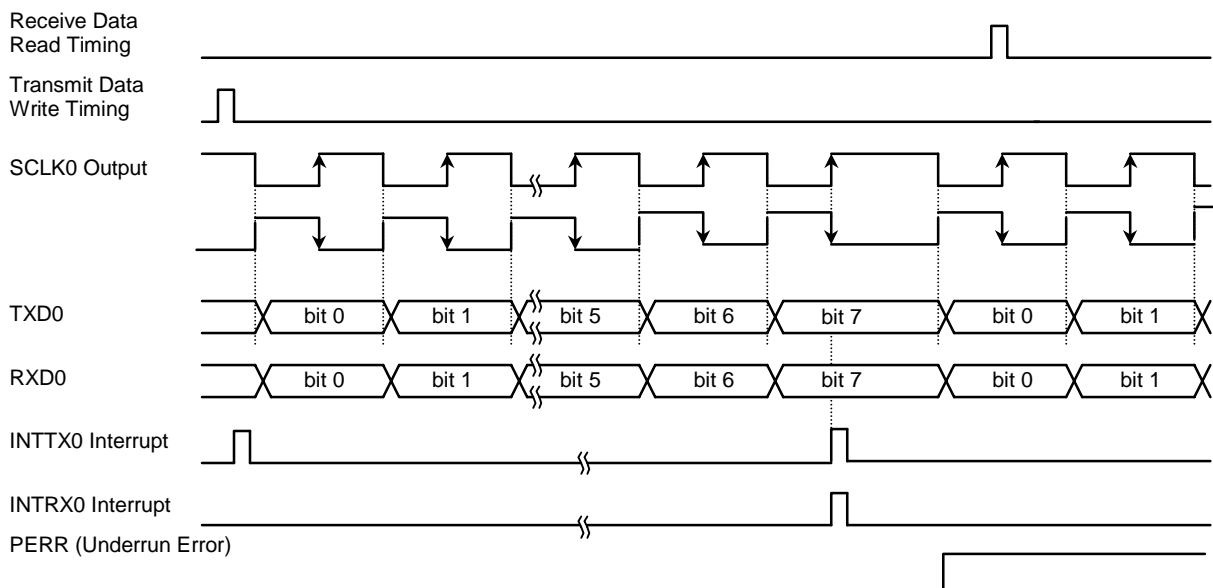 Receive Data
Read Timing
Transmit Data
Write Timing
SCLK0 Output
TXD0
bit 0 bit 1 bit 5 bit 6 bit 7 bit 0 bit 1
RXD0
bit 0 bit 1 bit 5 bit 6 bit 7 bit 0 bit 1
INTTX0 Interrupt
INTRX0 Interrupt
PERR (Underrun Error)